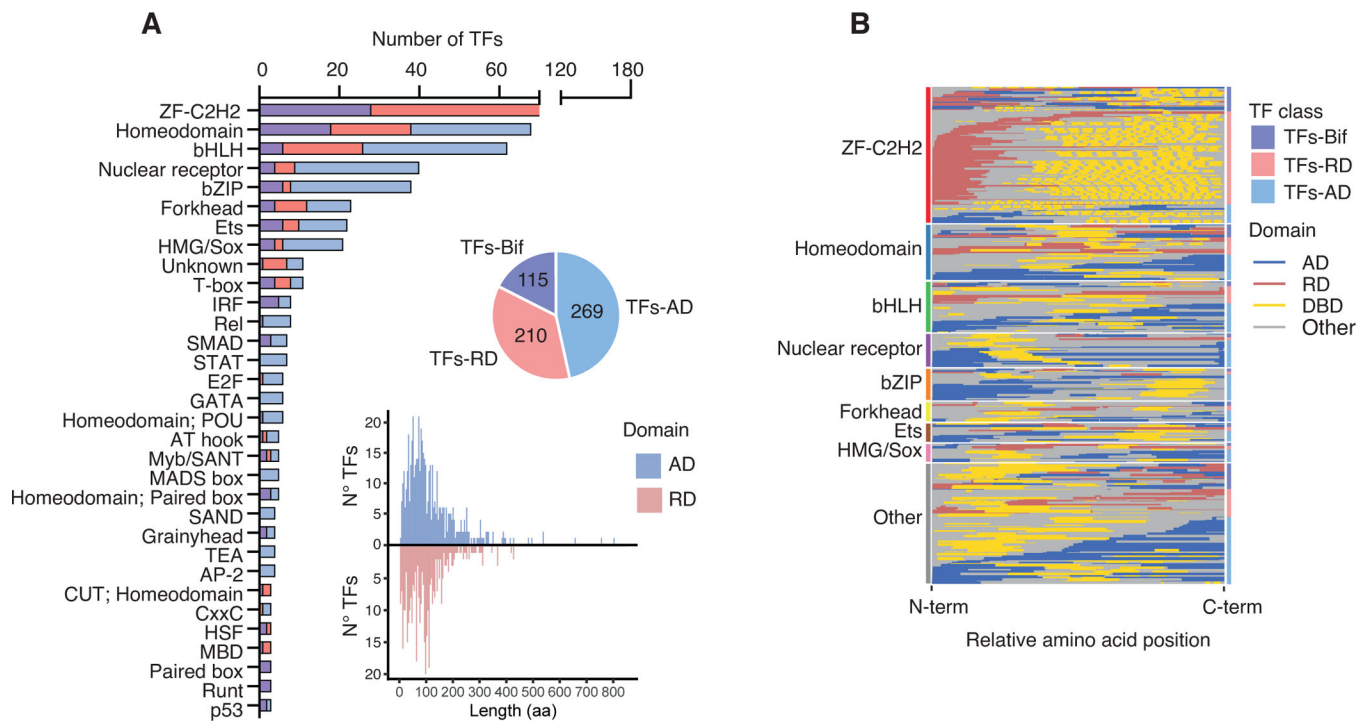 A
Number of TFs
0 20 40 60 120 180
ZF-C2H2
Homeodomain
bHLH
Nuclear receptor
bZIP
Forkhead
Ets
HMG/Sox
Unknown
T-box
IRF
Rel
SMAD
STAT
E2F
GATA
Homeodomain; POU
AT hook
Myb/SANT
MADS box
Homeodomain; Paired box
SAND
Grainyhead
TEA
AP-2
CUT; Homeodomain
CxxC
HSF
MBD
Paired box
Runt
p53
TFs-Bif
115
269
TFs-AD
210
TFs-RD
Domain
AD
RD
N° TFs
20
15
10
5
0
N° TFs
5
10
15
20
0 100 200 300 400 500 600 700 800
Length (aa)
B
ZF-C2H2
Homeodomain
bHLH
Nuclear receptor
bZIP
Forkhead
Ets
HMG/Sox
Other
N-term
C-term
Relative amino acid position
TF class
TFs-Bif
TFs-RD
TFs-AD
Domain
AD
RD
DBD
Other